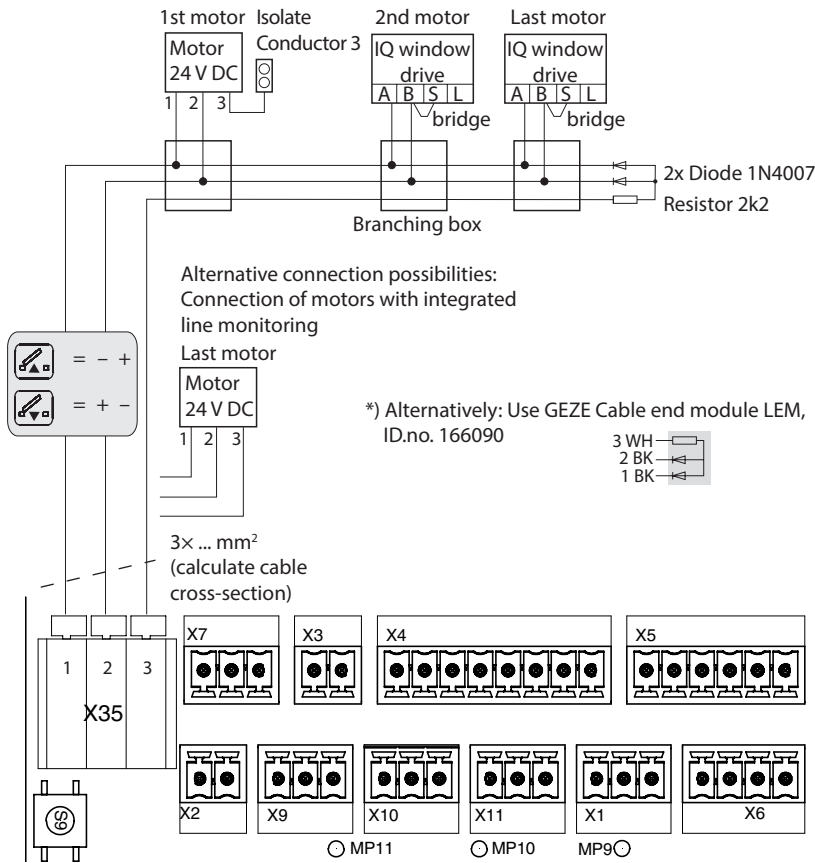 1st motor
Isolate
Conductor 3
2nd motor
Last motor
Motor
24 V DC
1 2 3
IQ window
drive
A B S L
bridge
IQ window
drive
A B S L
bridge
2x Diode 1N4007
Resistor 2k2
Branching box
Alternative connection possibilities:
Connection of motors with integrated
line monitoring
Last motor
Motor
24 V DC
1 2 3
= – +
= + –
*) Alternatively: Use GEZE Cable end module LEM,
ID.no. 166090
3 WH
2 BK
1 BK
3× ... mm²
(calculate cable
cross-section)
1 2 3
X35
X7
X3
X4
X5
X2
X9
X10
X11
X1
X6
S9
MP11
MP10
MP9